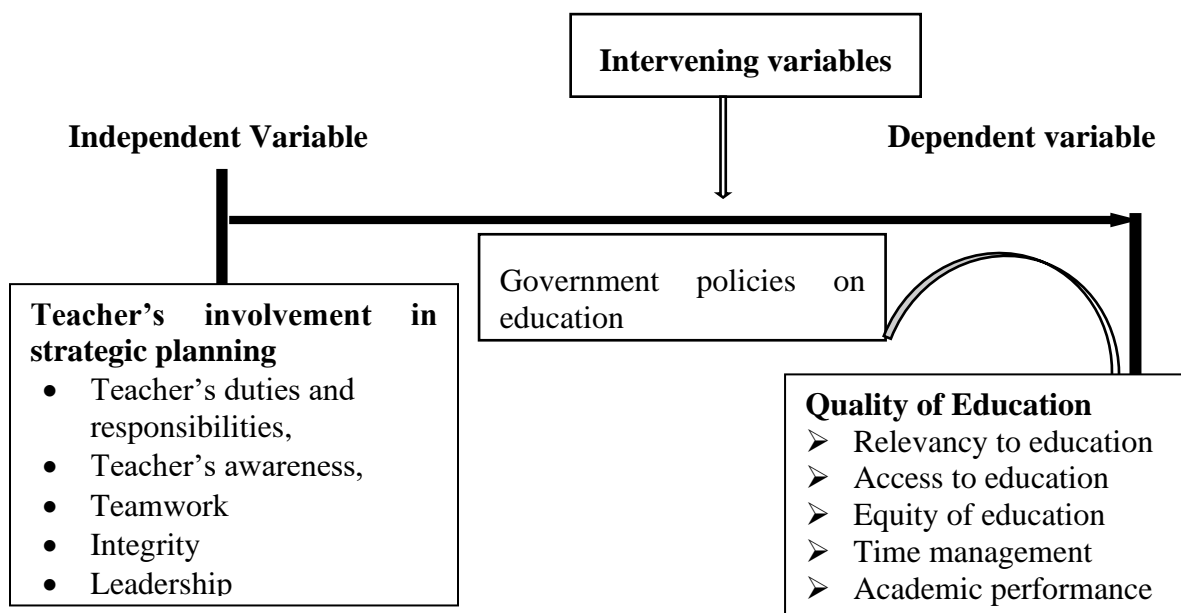 Intervening variables
Independent Variable
Dependent variable
Government policies on
education
Teacher's involvement in
strategic planning
• Teacher's duties and
responsibilities,
• Teacher's awareness,
• Teamwork
• Integrity
• Leadership
Quality of Education
➢ Relevancy to education
➢ Access to education
➢ Equity of education
➢ Time management
➢ Academic performance